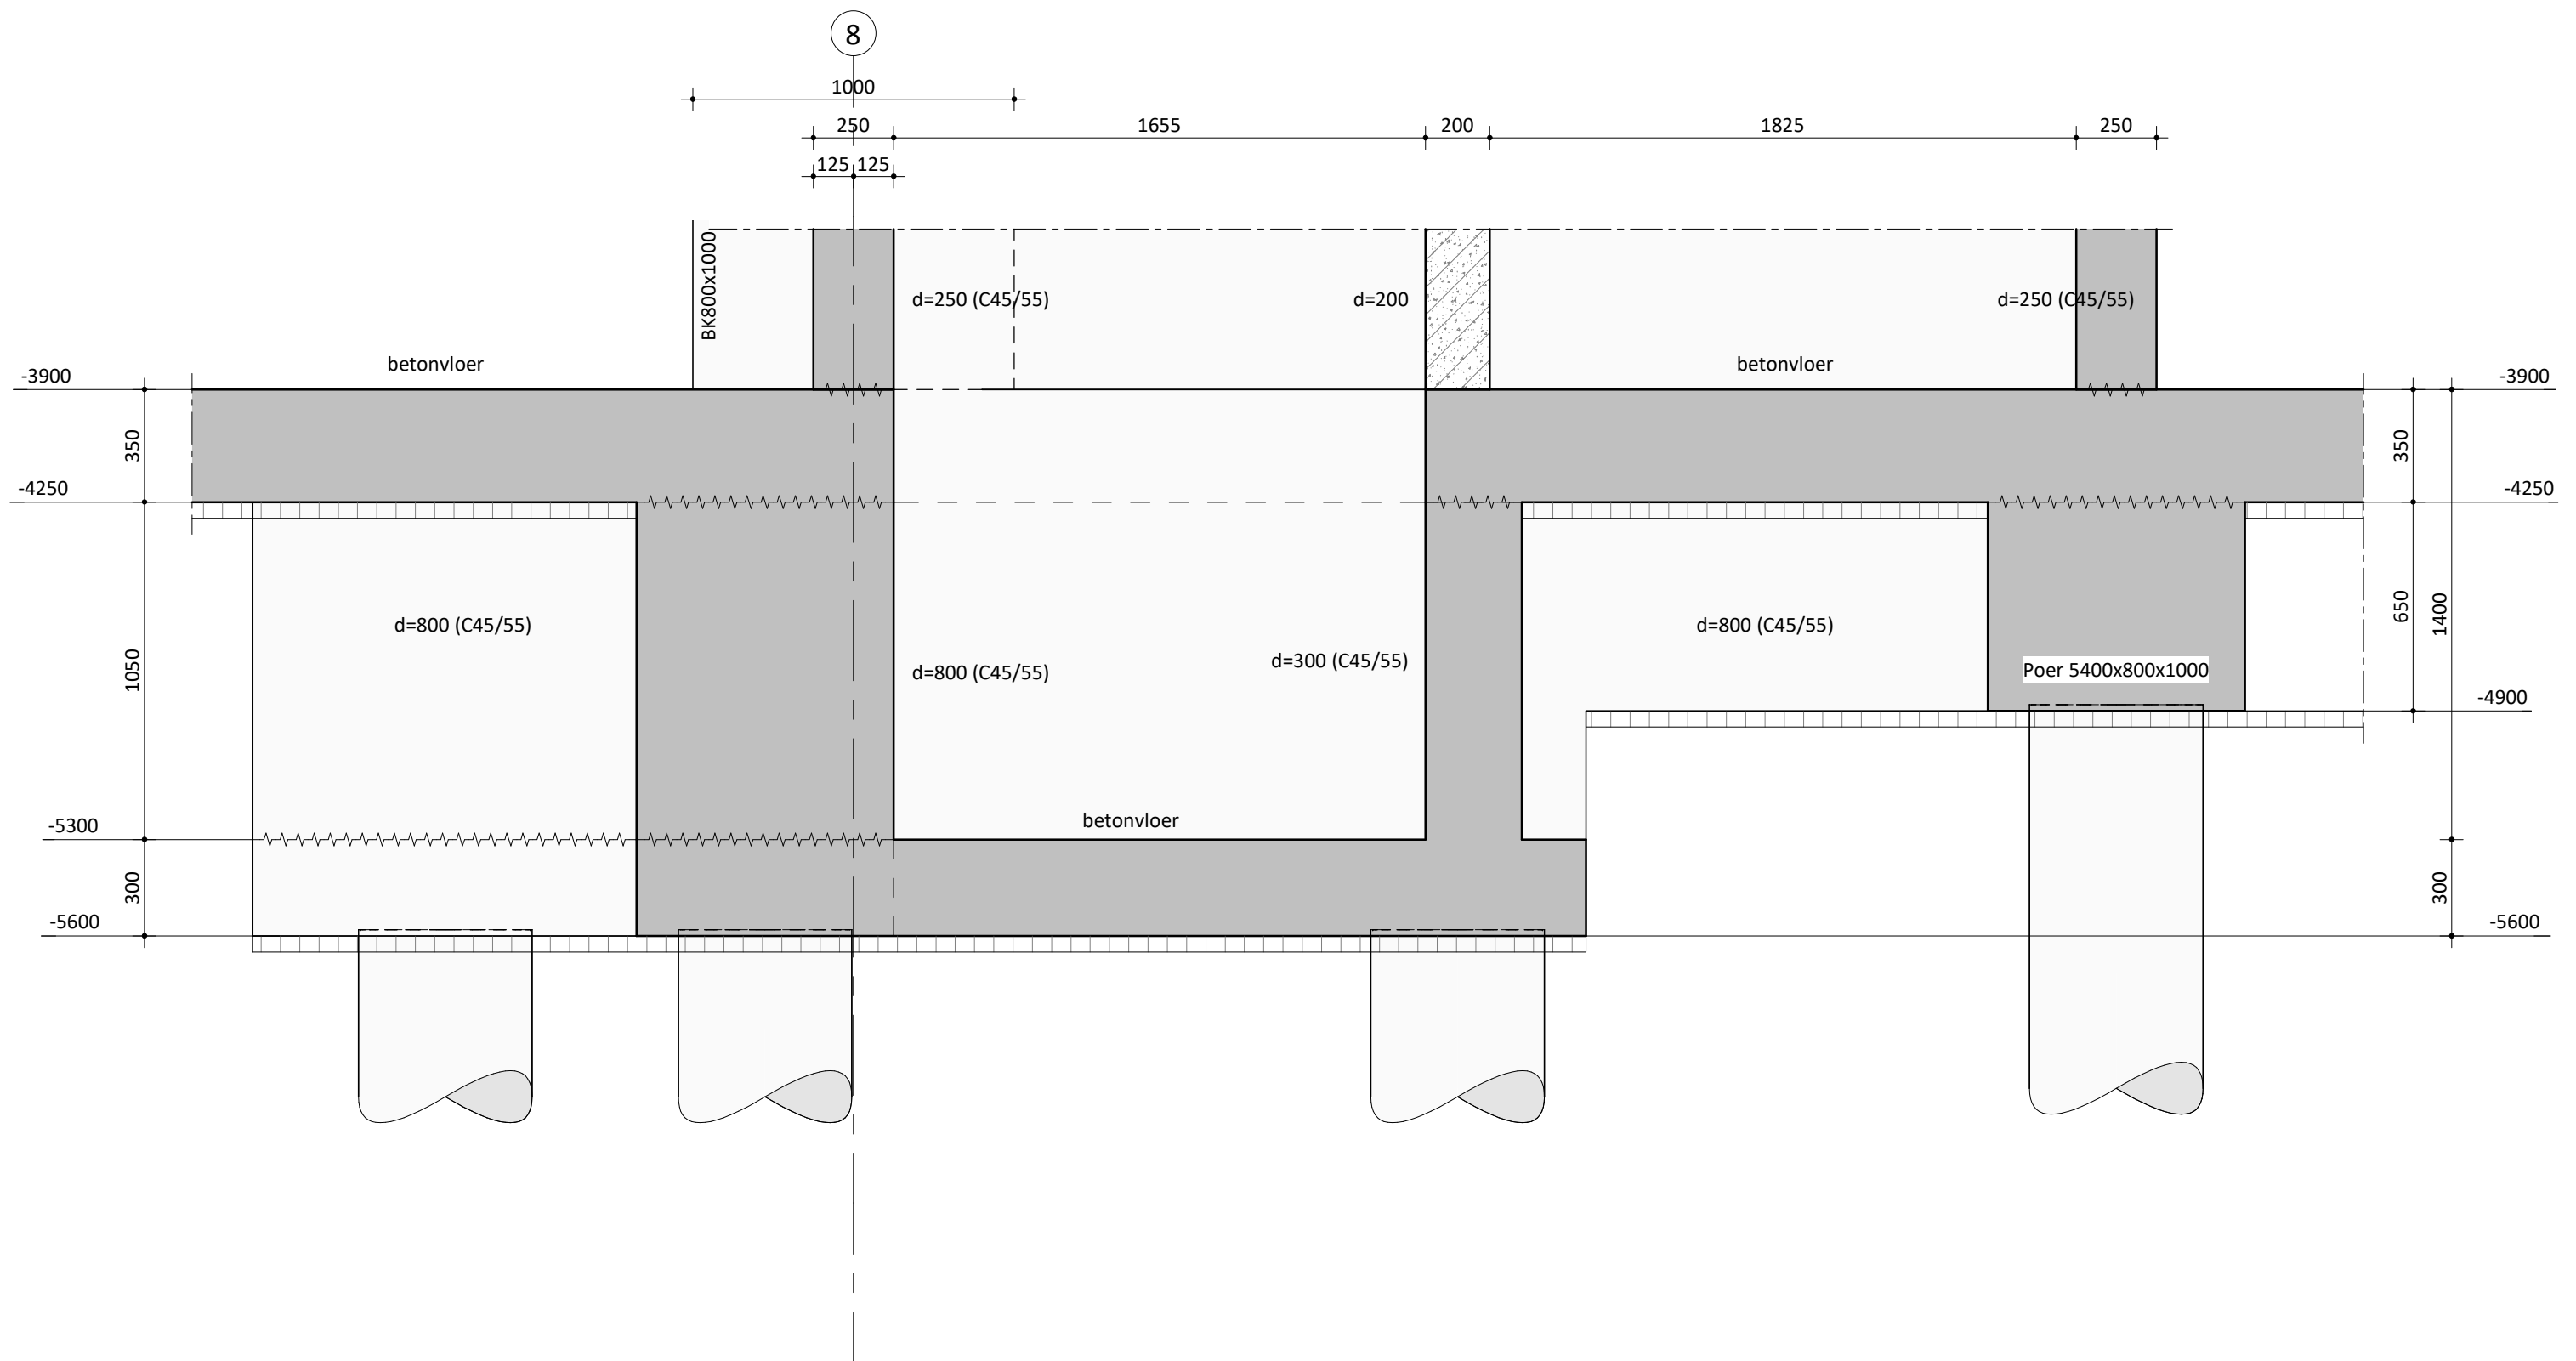 8
1000
250 1655 200 1825 250
125 125
BK800x1000
d=250 (C45/55) d=200 d=250 (C45/55)
betonvloer betonvloer
-3900 -3900
350 350
-4250 -4250
d=800 (C45/55) d=800 (C45/55)
650 1400
1050
d=800 (C45/55) d=300 (C45/55)
Poer 5400x800x1000
-4900
betonvloer
-5300
300 300
-5600 -5600